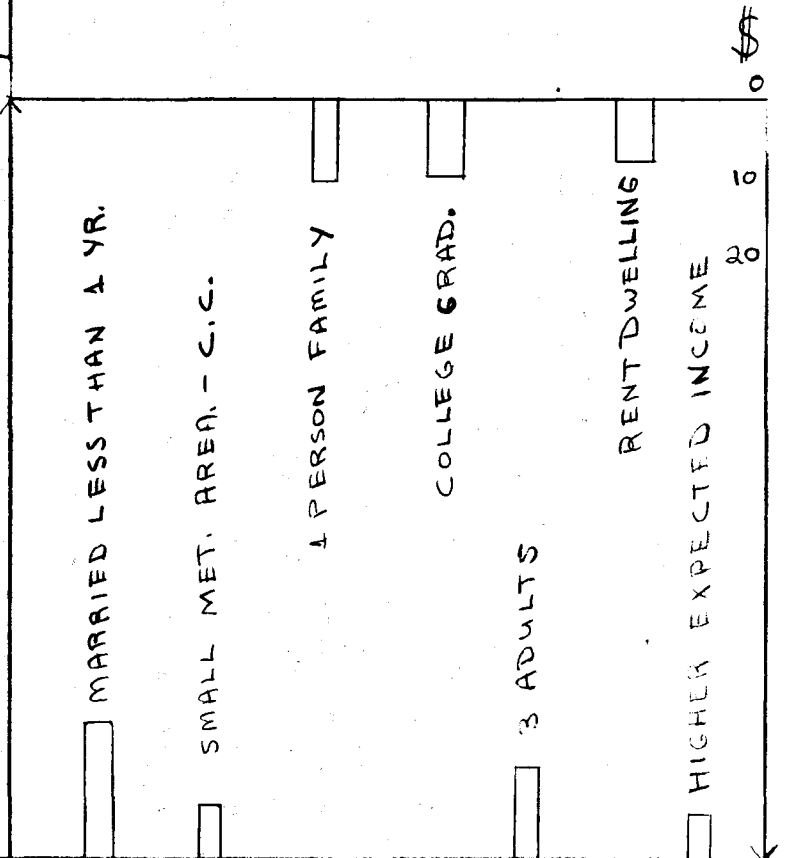 $
0
10
20
MARRIED LESS THAN 1 YR.
SMALL MET. AREA. - C.C.
1 PERSON FAMILY
COLLEGE GRAD.
3 ADULTS
RENT DWELLING
HIGHER EXPECTED INCOME